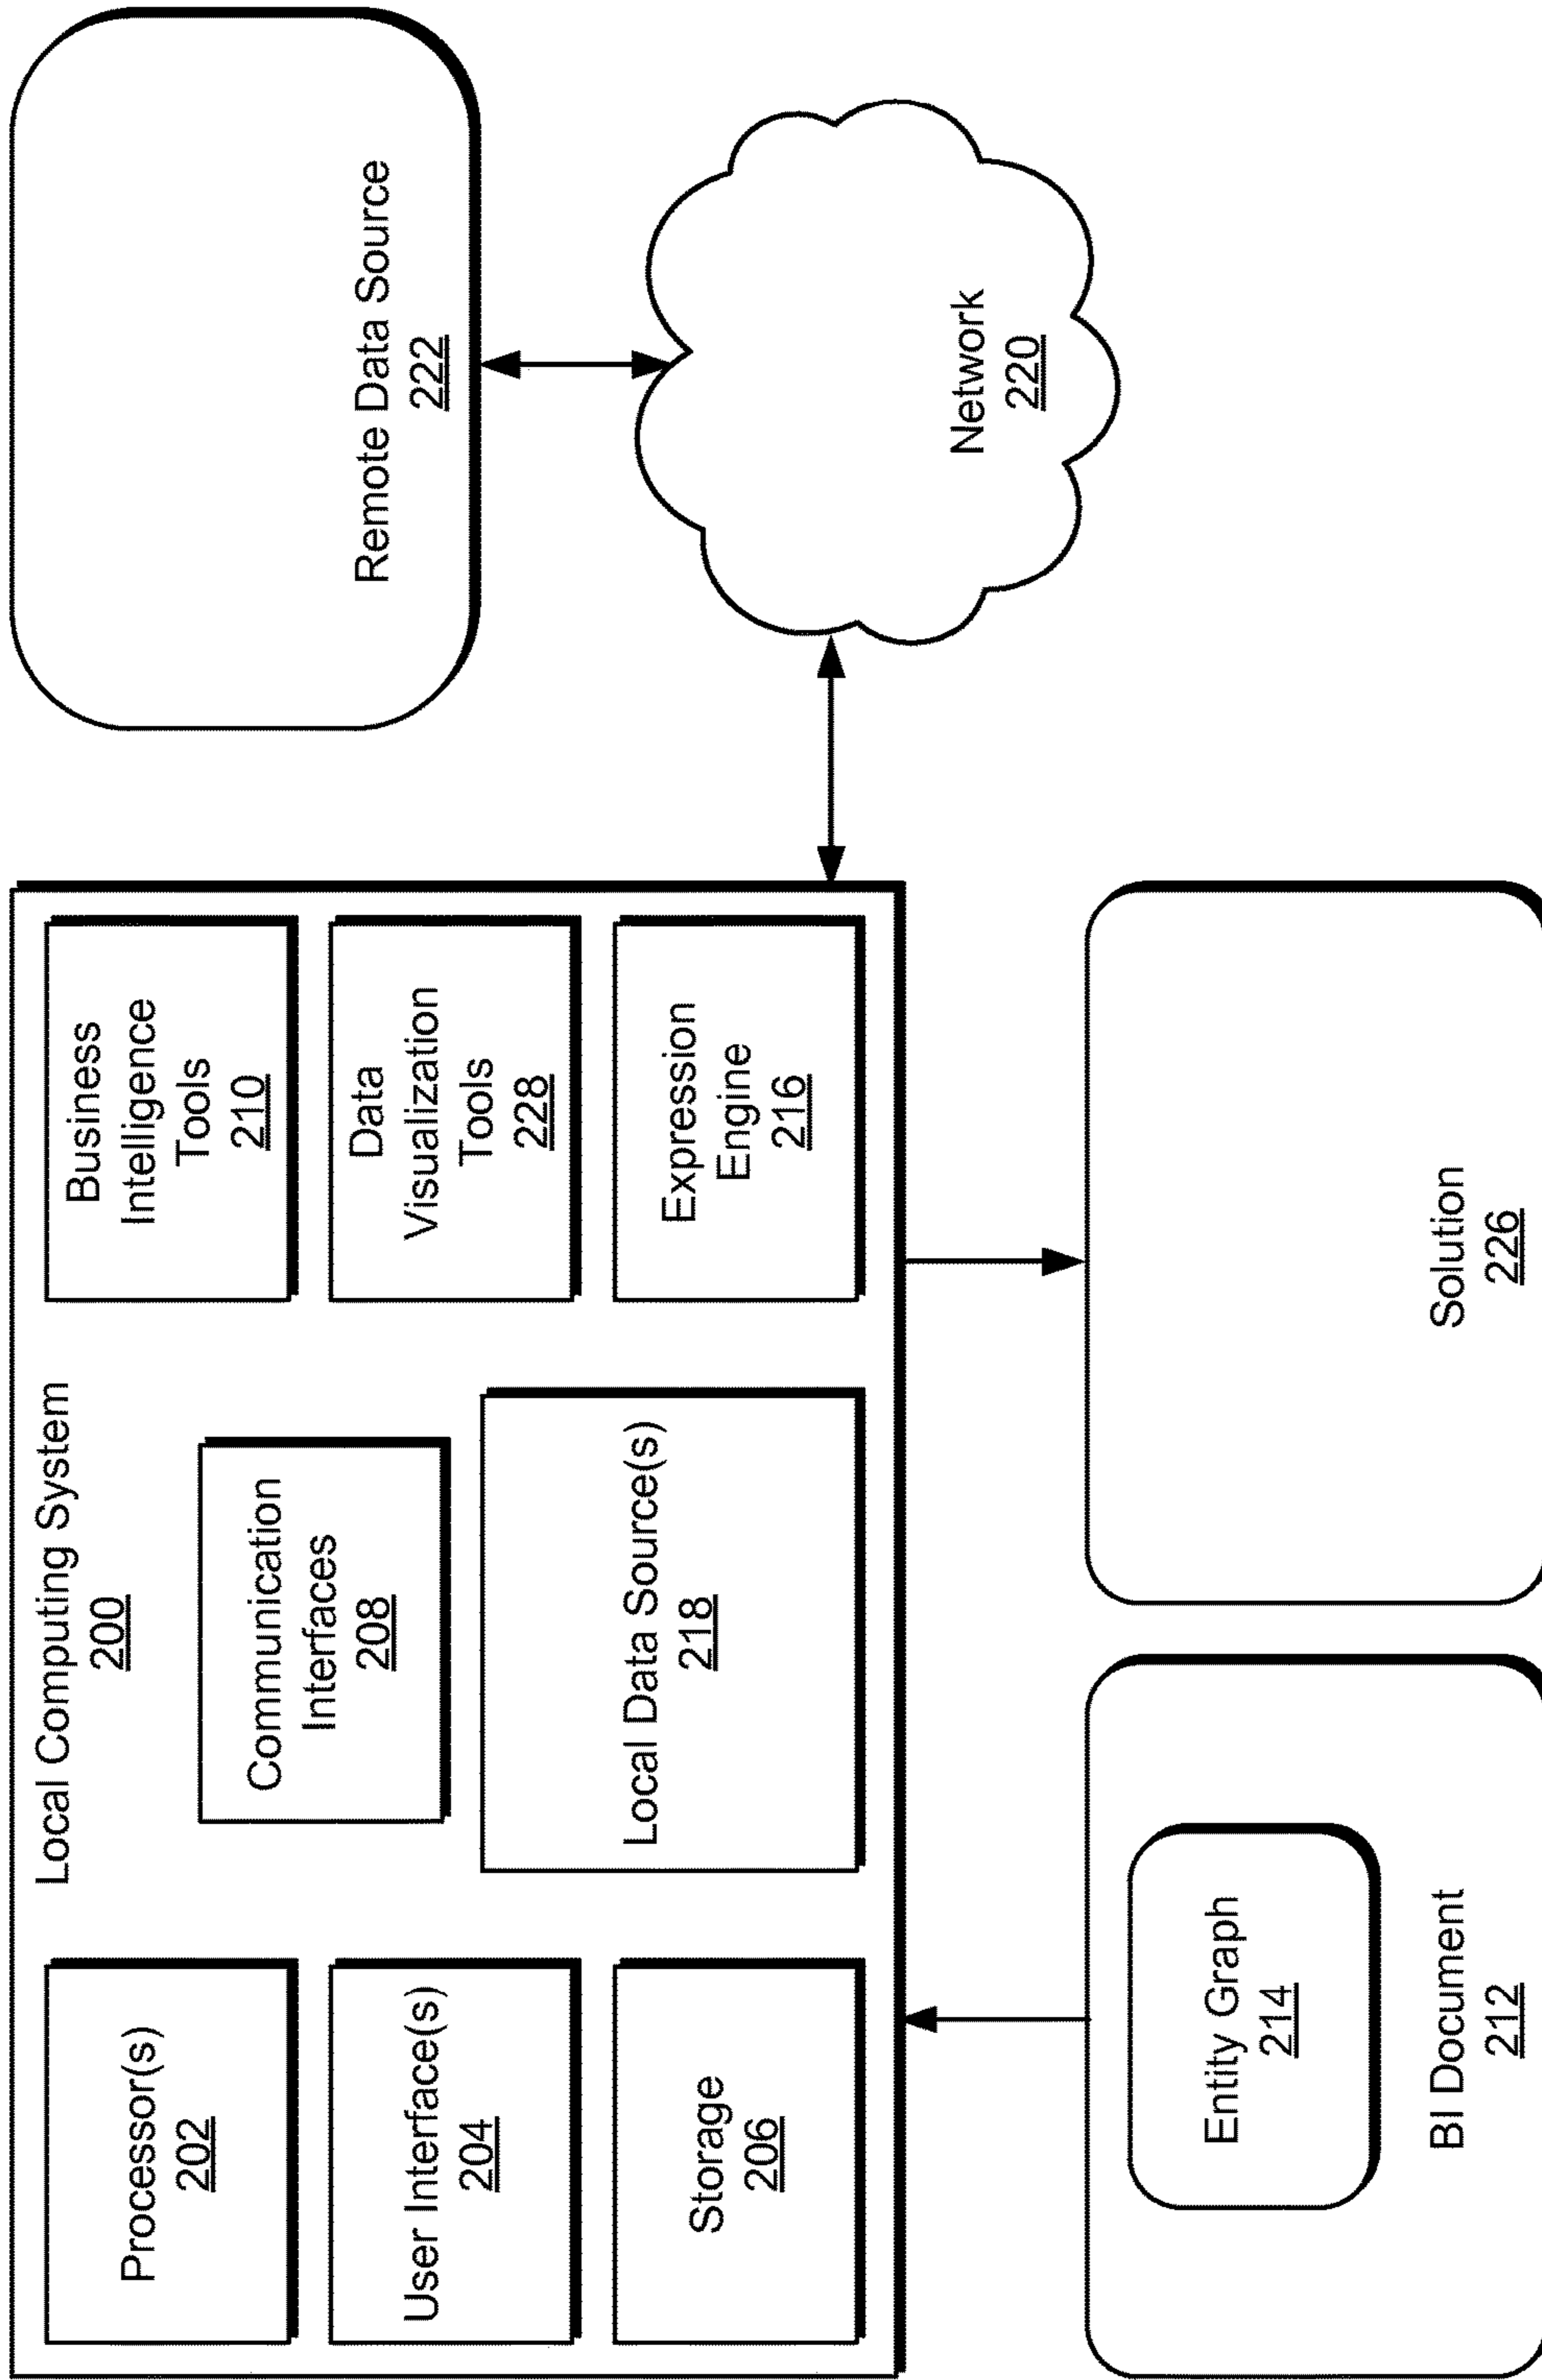 Local Computing System
200
Processor(s)
202
User Interface(s)
204
Storage
206
Communication
Interfaces
208
Local Data Source(s)
218
Business
Intelligence
Tools
210
Data
Visualization
Tools
228
Expression
Engine
216
Remote Data Source
222
Network
220
Entity Graph
214
BI Document
212
Solution
226